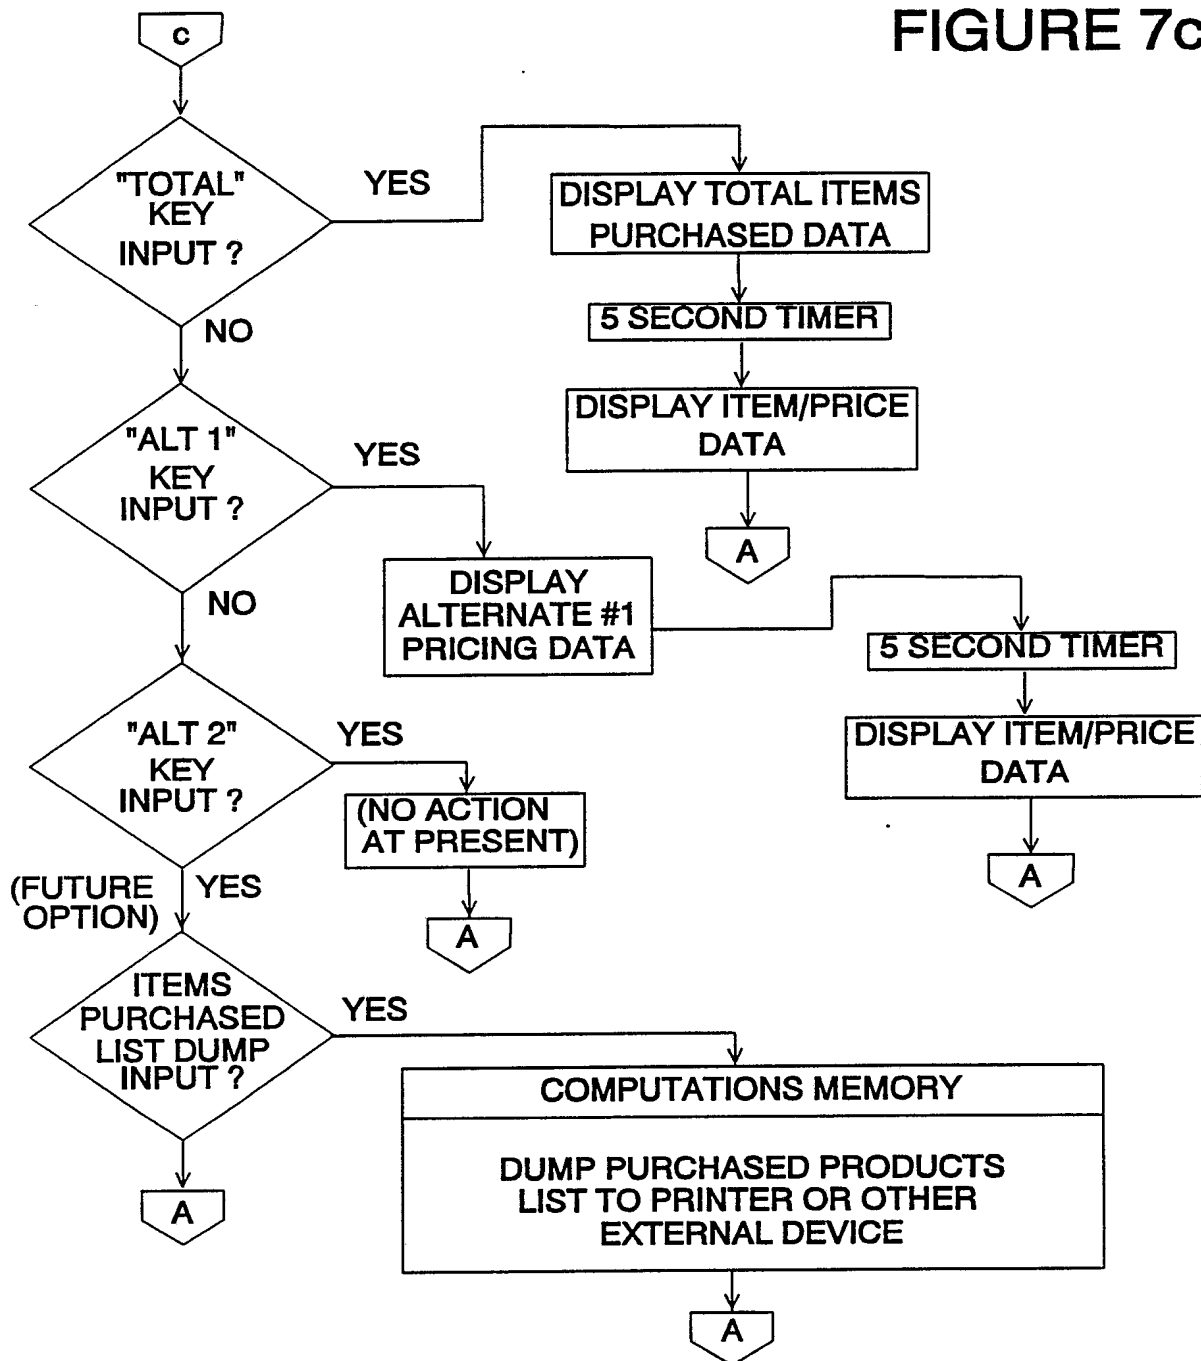 FIGURE 7c
c
"TOTAL"
KEY
INPUT ?
YES
NO
DISPLAY TOTAL ITEMS
PURCHASED DATA
5 SECOND TIMER
DISPLAY ITEM/PRICE
DATA
A
"ALT 1"
KEY
INPUT ?
YES
NO
DISPLAY
ALTERNATE #1
PRICING DATA
5 SECOND TIMER
DISPLAY ITEM/PRICE
DATA
A
"ALT 2"
KEY
INPUT ?
YES
(NO ACTION
AT PRESENT)
A
(FUTURE
OPTION)
YES
ITEMS
PURCHASED
LIST DUMP
INPUT ?
YES
A
COMPUTATIONS MEMORY
DUMP PURCHASED PRODUCTS
LIST TO PRINTER OR OTHER
EXTERNAL DEVICE
A